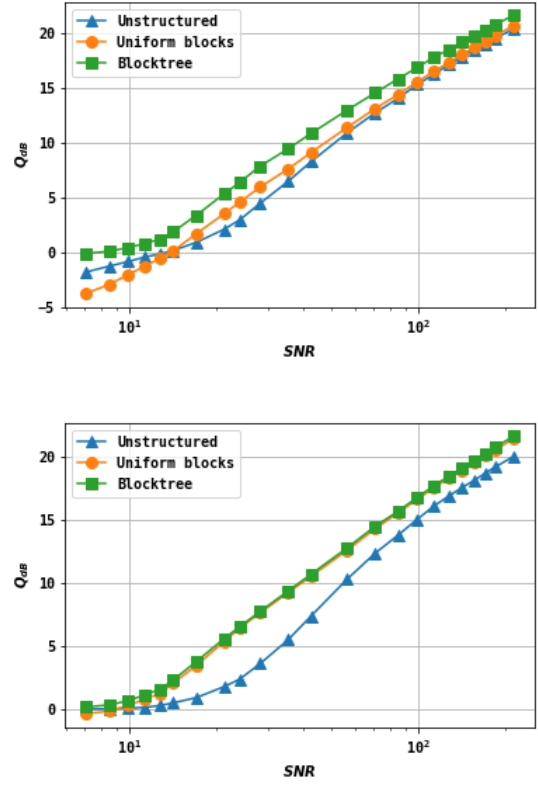 Unstructured
Uniform blocks
Blocktree
20
15
10
5
0
−5
Q_dB
10¹
10²
SNR
Unstructured
Uniform blocks
Blocktree
20
15
10
5
0
Q_dB
10¹
10²
SNR